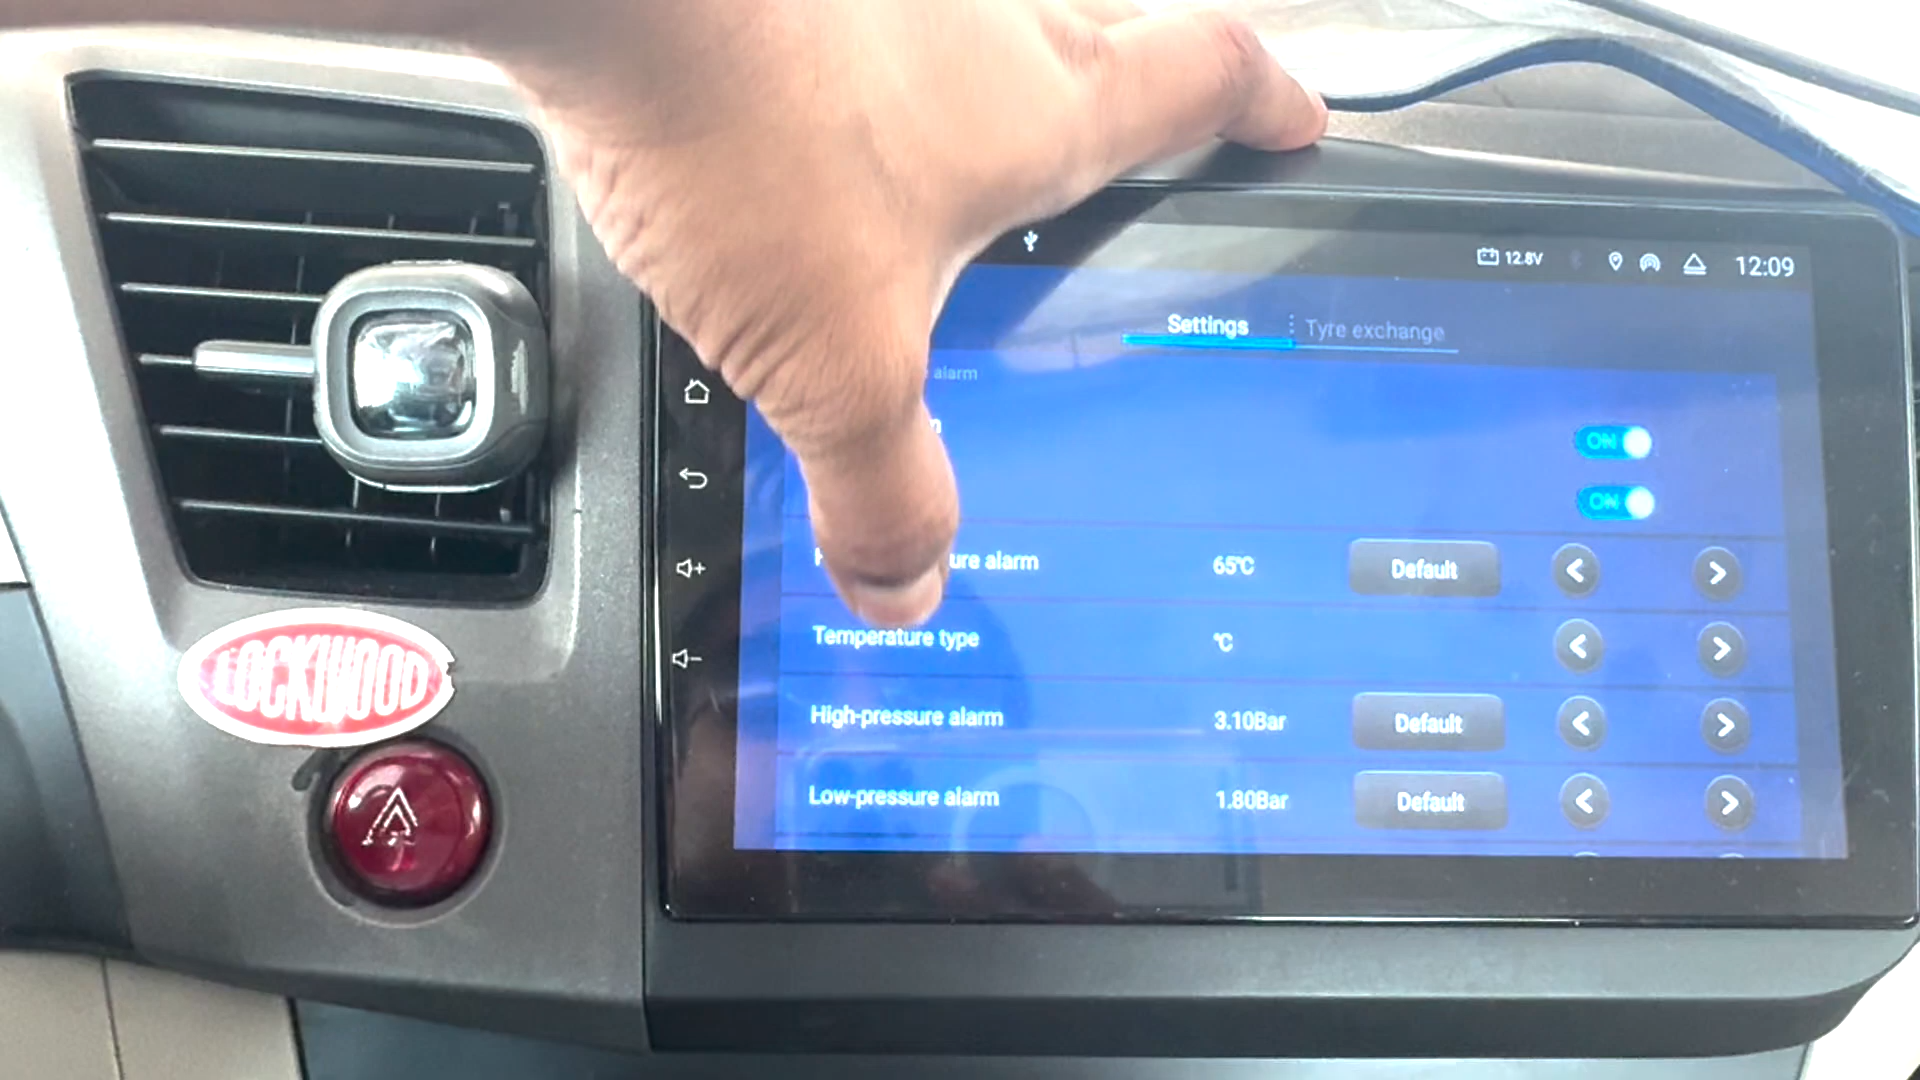 12.8V 12:09
Settings Tyre exchange
alarm
ON
ON
ure alarm 65℃ Default
Temperature type ℃
High-pressure alarm 3.10Bar Default
Low-pressure alarm 1.80Bar Default
LOCKWOOD